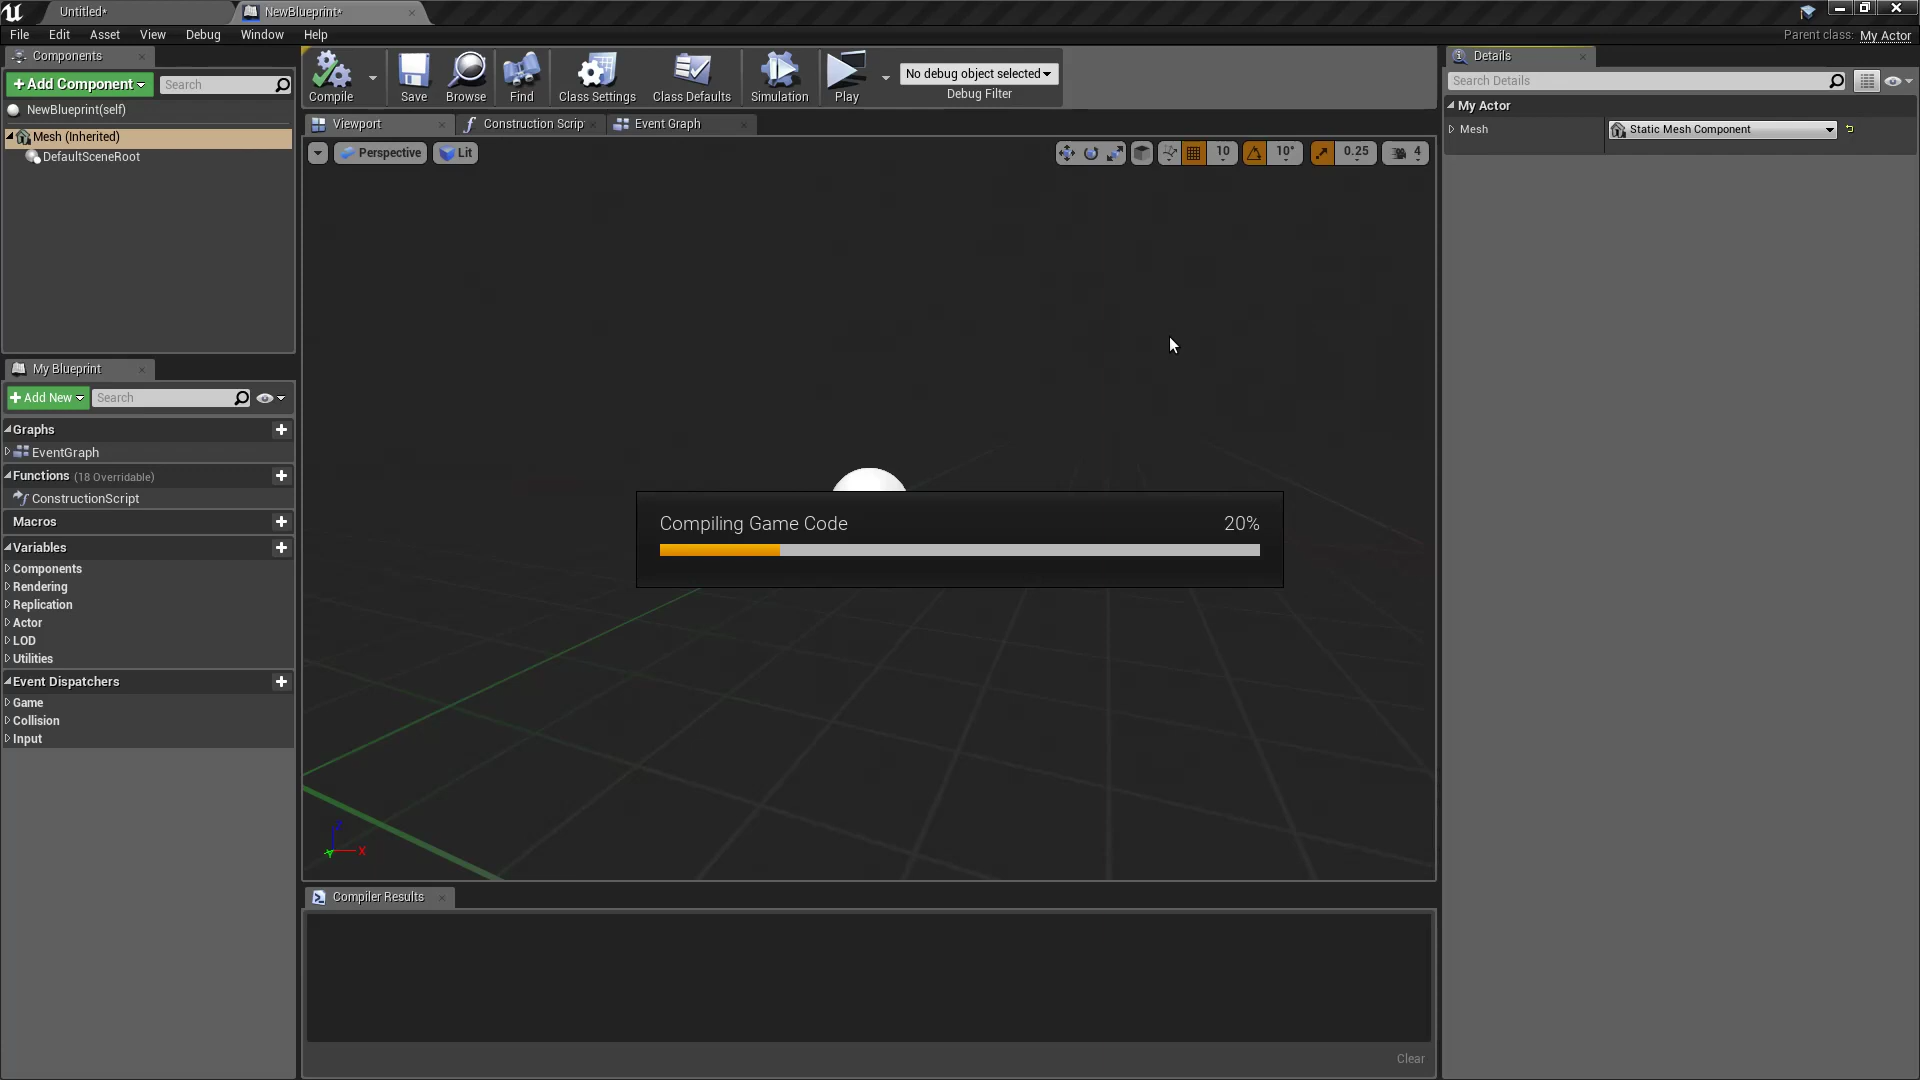 Untitled*
NewBlueprint*
File Edit Asset View Debug Window Help
Parent class: My Actor
Components
+ Add Component
Search
NewBlueprint(self)
Mesh (Inherited)
DefaultSceneRoot
My Blueprint
+ Add New
Search
Graphs
EventGraph
Functions (18 Overridable)
ConstructionScript
Macros
Variables
Components
Rendering
Replication
Actor
LOD
Utilities
Event Dispatchers
Game
Collision
Input
Compile
Save
Browse
Find
Class Settings
Class Defaults
Simulation
Play
No debug object selected
Debug Filter
Viewport
Construction Scrip
Event Graph
Perspective
Lit
10
10°
0.25
4
Compiling Game Code 20%
Z
X
Y
Compiler Results
Clear
Details
Search Details
My Actor
Mesh
Static Mesh Component